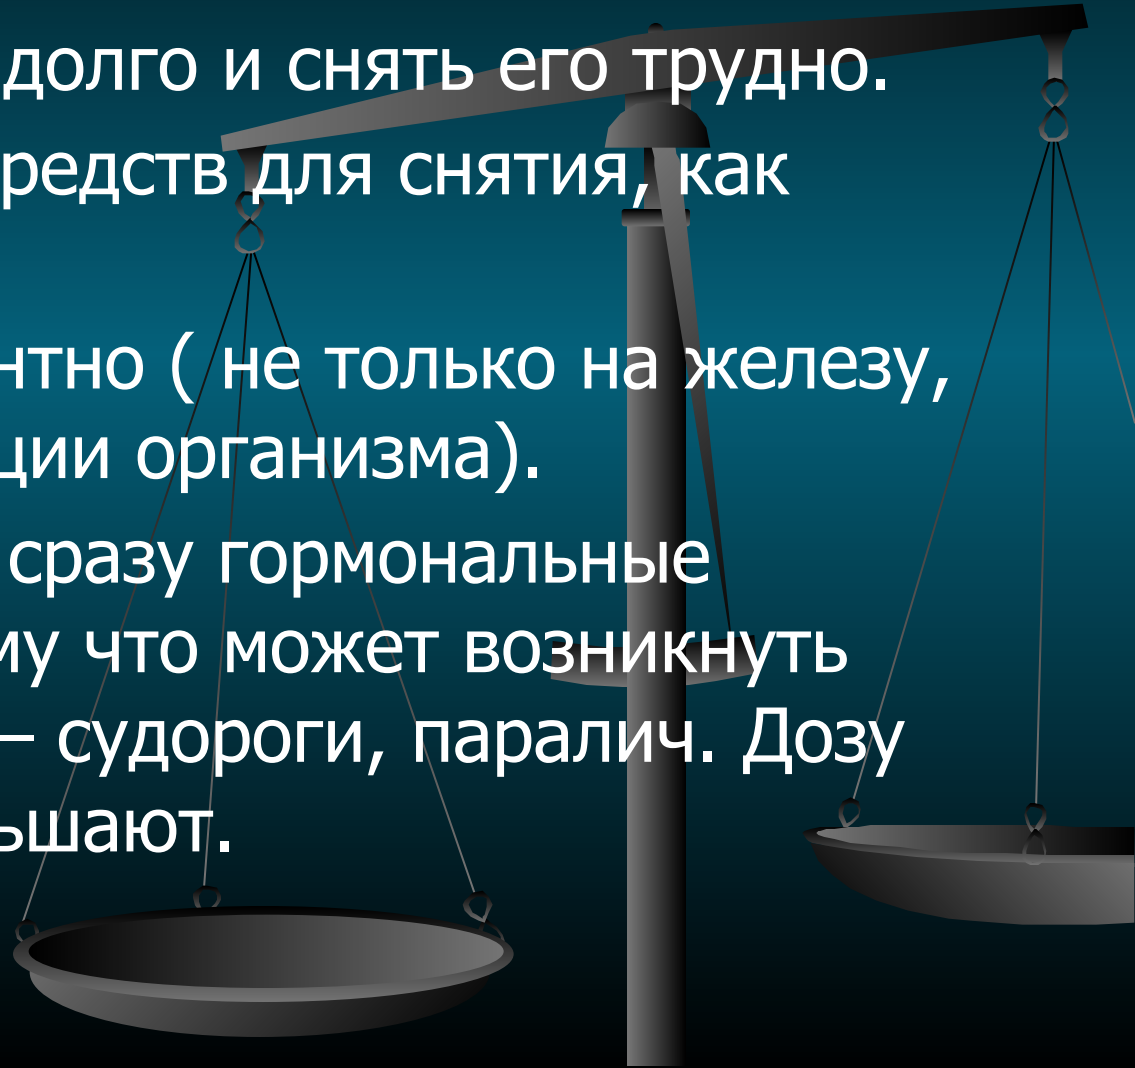 долго и снять его трудно.
редств для снятия, как
нтно ( не только на железу,
ции организма).
сразу гормональные
му что может возникнуть
– судороги, паралич. Дозу
ьшают.